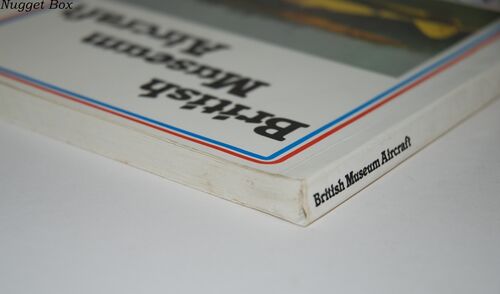 Nugget Box
British
Museum
Aircraft
British Museum Aircraft